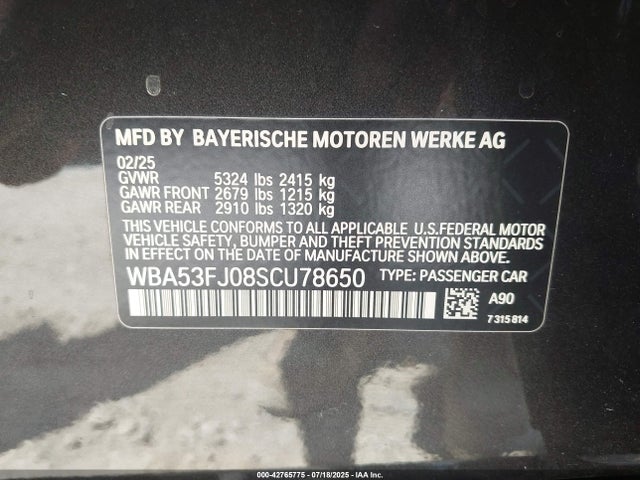 MFD BY BAYERISCHE MOTOREN WERKE AG
02/25
GVWR 5324 lbs 2415 kg
GAWR FRONT 2679 lbs 1215 kg
GAWR REAR 2910 lbs 1320 kg
THIS VEHICLE CONFORMS TO ALL APPLICABLE U.S.FEDERAL MOTOR
VEHICLE SAFETY, BUMPER AND THEFT PREVENTION STANDARDS
IN EFFECT ON THE DATE OF MANUFACTURE SHOWN ABOVE.
WBA53FJ08SCU78650 TYPE: PASSENGER CAR
A90
7 315 814
000-42765775 - 07/18/2025 - IAA Inc.